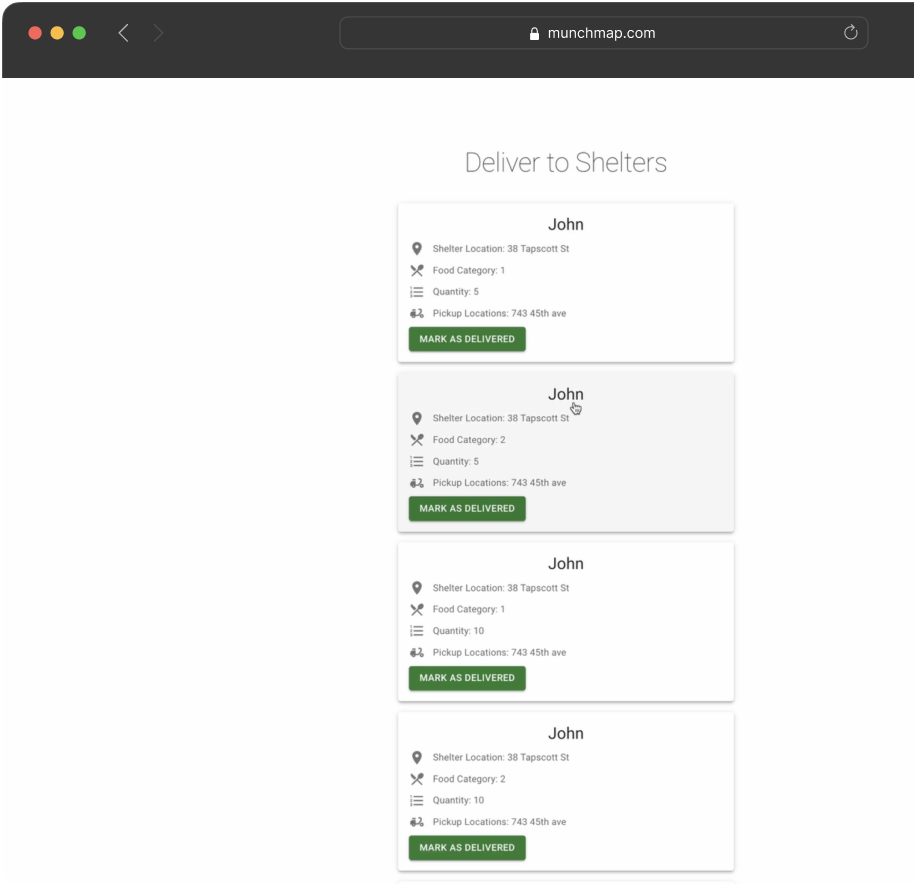 munchmap.com
Deliver to Shelters
John
Shelter Location: 38 Tapscott St
Food Category: 1
Quantity: 5
Pickup Locations: 743 45th ave
MARK AS DELIVERED
John
Shelter Location: 38 Tapscott St
Food Category: 2
Quantity: 5
Pickup Locations: 743 45th ave
MARK AS DELIVERED
John
Shelter Location: 38 Tapscott St
Food Category: 1
Quantity: 10
Pickup Locations: 743 45th ave
MARK AS DELIVERED
John
Shelter Location: 38 Tapscott St
Food Category: 2
Quantity: 10
Pickup Locations: 743 45th ave
MARK AS DELIVERED